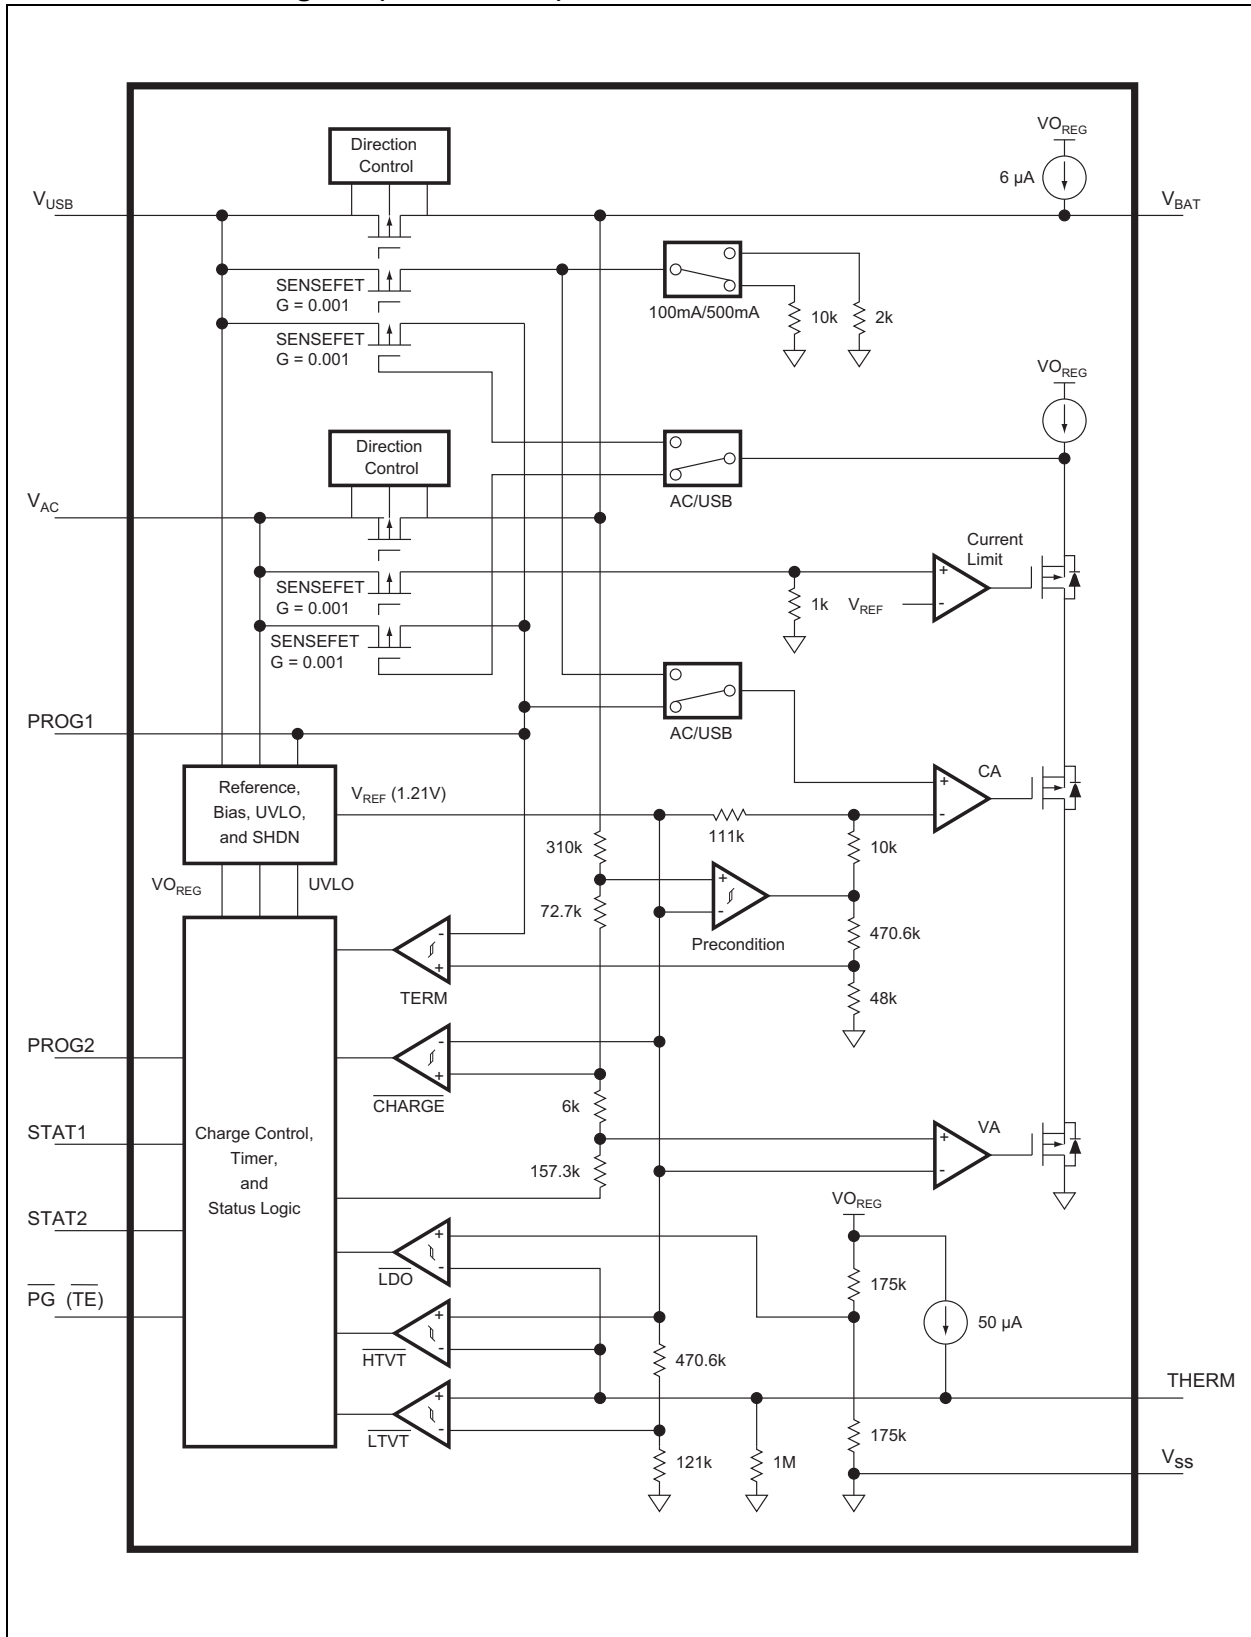 Direction
Control
VO_REG
6 µA
V_USB
V_BAT
SENSEFET
G = 0.001
100mA/500mA
10k
2k
SENSEFET
G = 0.001
VO_REG
Direction
Control
AC/USB
V_AC
Current
Limit
+
-
SENSEFET
G = 0.001
1k
V_REF
SENSEFET
G = 0.001
PROG1
AC/USB
Reference,
Bias, UVLO,
and SHDN
V_REF (1.21V)
CA
+
-
111k
310k
10k
VO_REG
UVLO
+
-
72.7k
Precondition
470.6k
-
+
TERM
48k
PROG2
-
+
CHARGE
6k
STAT1
Charge Control,
Timer,
and
Status Logic
VA
+
-
157.3k
VO_REG
STAT2
+
-
LDO
175k
PG (TE)
50 µA
+
-
HTVT
470.6k
THERM
+
-
LTVT
121k
1M
175k
V_SS